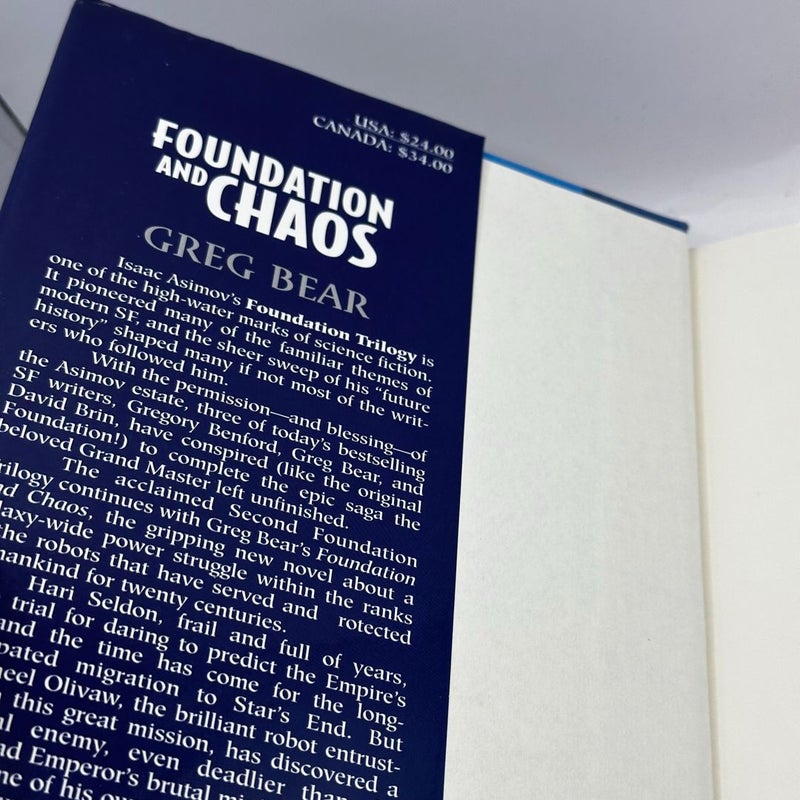 USA: $24.00
CANADA: $34.00
FOUNDATION
AND CHAOS
GREG BEAR
Isaac Asimov's Foundation Trilogy is
one of the high-water marks of science fiction.
It pioneered many of the familiar themes of
modern SF, and the sheer sweep of his "future
history" shaped many if not most of the writ-
ers who followed him.
With the permission—and blessing—of
the Asimov estate, three of today's bestselling
SF writers, Gregory Benford, Greg Bear, and
David Brin, have conspired (like the original
Foundation!) to complete the epic saga the
beloved Grand Master left unfinished.
The acclaimed Second Foundation
rilogy continues with Greg Bear's Foundation
nd Chaos, the gripping new novel about a
laxy-wide power struggle within the ranks
the robots that have served and rotected
mankind for twenty centuries.
Hari Seldon, frail and full of years,
trial for daring to predict the Empire's
and the time has come for the long-
pated migration to Star's End. But
neel Olivaw, the brilliant robot entrust-
this great mission, has discovered a
al enemy, even deadlier than
nd Emperor's brutal
ne of his